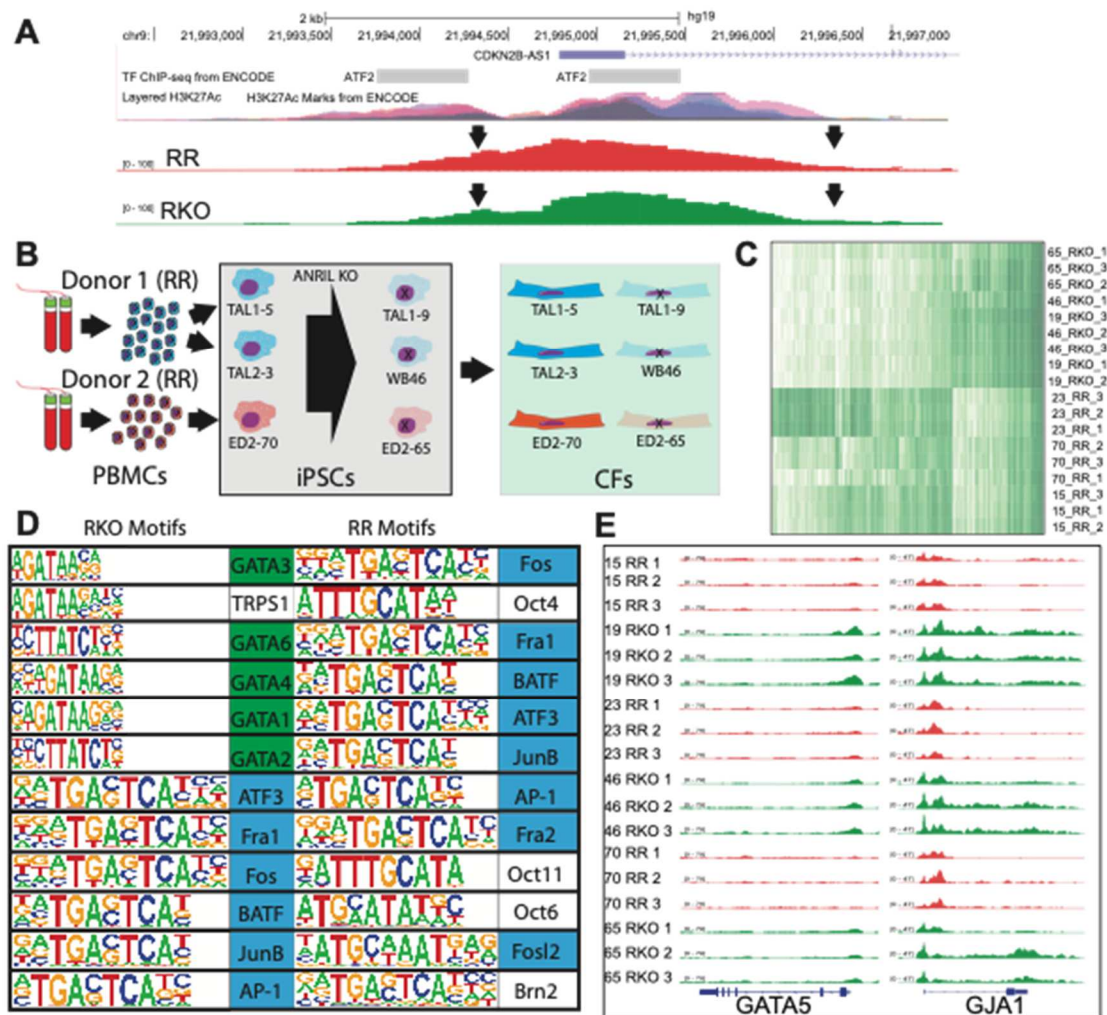 A
2 kb
hg19
chr9:
21,993,000
21,993,500
21,994,000
21,994,500
21,995,000
21,995,500
21,996,000
21,996,500
21,997,000
CDKN2B-AS1
TF ChIP-seq from ENCODE
ATF2
ATF2
Layered H3K27Ac
H3K27Ac Marks from ENCODE
[0 - 100]
RR
[0 - 100]
RKO
B
Donor 1 (RR)
Donor 2 (RR)
PBMCs
TAL1-5
TAL2-3
ED2-70
ANRIL KO
TAL1-9
X
WB46
X
ED2-65
X
iPSCs
TAL1-5
TAL1-9
X
TAL2-3
WB46
X
ED2-70
ED2-65
X
CFs
C
65_RKO_1
65_RKO_3
65_RKO_2
46_RKO_1
19_RKO_3
46_RKO_2
46_RKO_3
19_RKO_1
19_RKO_2
23_RR_3
23_RR_2
23_RR_1
70_RR_2
70_RR_3
70_RR_1
15_RR_3
15_RR_1
15_RR_2
D
RKO Motifs
RR Motifs
GATA3
Fos
TRPS1
Oct4
GATA6
Fra1
GATA4
BATF
GATA1
ATF3
GATA2
JunB
ATF3
AP-1
Fra1
Fra2
Fos
Oct11
BATF
Oct6
JunB
Fosl2
AP-1
Brn2
E
15 RR 1
15 RR 2
15 RR 3
19 RKO 1
19 RKO 2
19 RKO 3
23 RR 1
23 RR 2
23 RR 3
46 RKO 1
46 RKO 2
46 RKO 3
70 RR 1
70 RR 2
70 RR 3
65 RKO 1
65 RKO 2
65 RKO 3
GATA5
GJA1